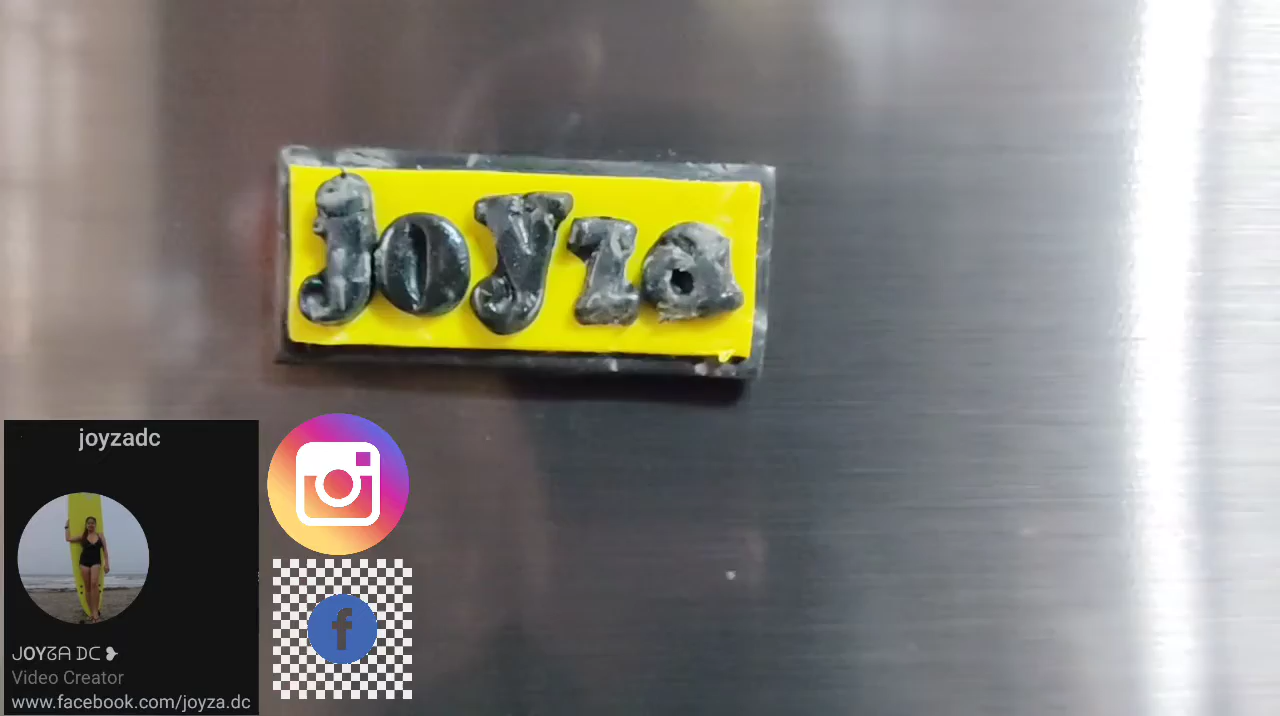 joyza
joyzadc
JOYZA DC ❥
Video Creator
www.facebook.com/joyza.dc
f